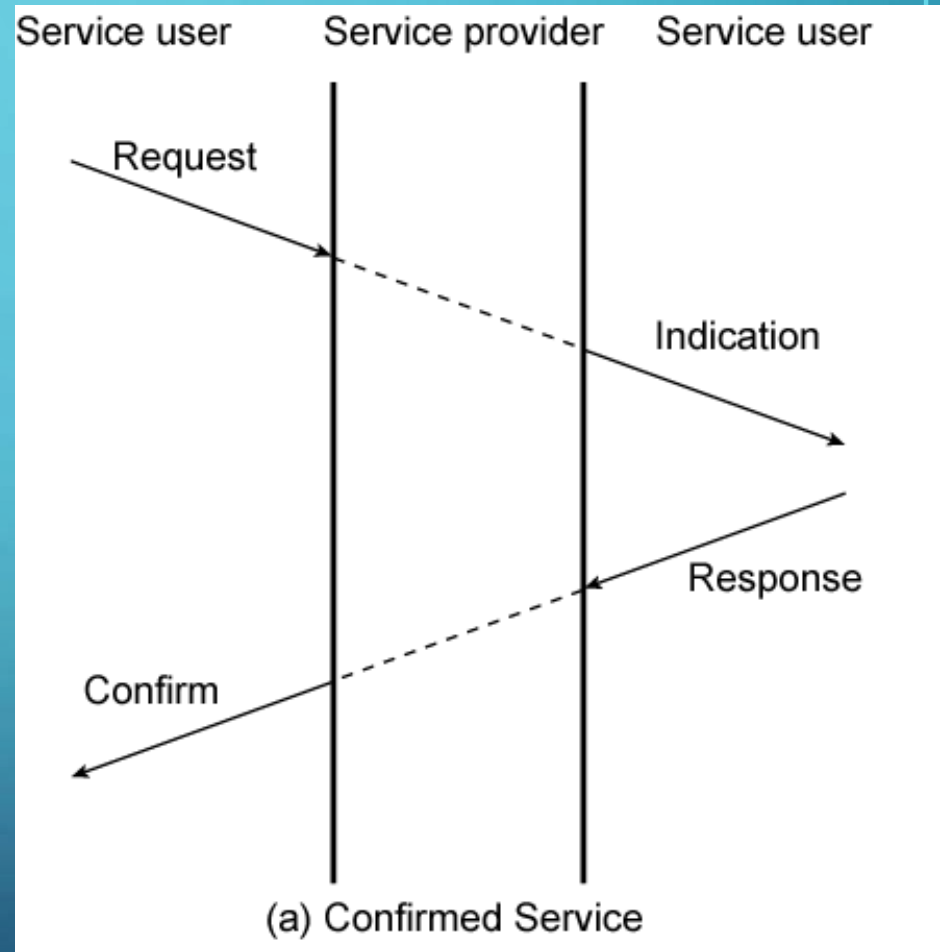 Service user Service provider Service user
Request
Indication
Response
Confirm
(a) Confirmed Service